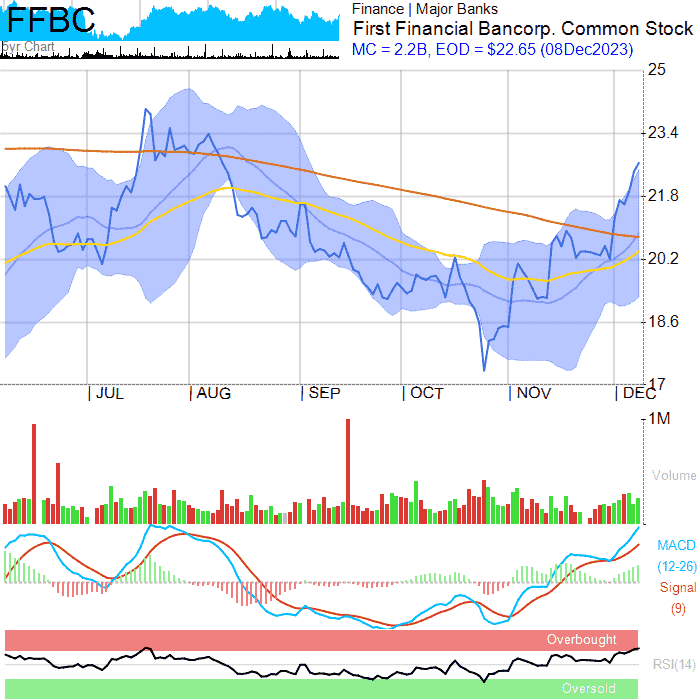 FFBC
byr Chart
Finance | Major Banks
First Financial Bancorp. Common Stock
MC = 2.2B, EOD = $22.65 (08Dec2023)
25
23.4
21.8
20.2
18.6
17
JUL AUG SEP OCT NOV DEC
1M
Volume
MACD
(12-26)
Signal
(9)
Overbought
RSI(14)
Oversold